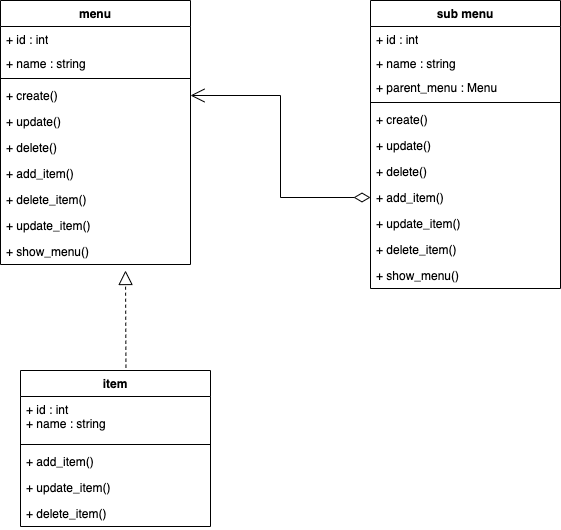 menu
+ id : int
+ name : string
+ create()
+ update()
+ delete()
+ add_item()
+ delete_item()
+ update_item()
+ show_menu()
sub menu
+ id : int
+ name : string
+ parent_menu : Menu
+ create()
+ update()
+ delete()
+ add_item()
+ update_item()
+ delete_item()
+ show_menu()
item
+ id : int
+ name : string
+ add_item()
+ update_item()
+ delete_item()